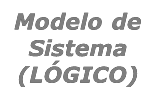 Modelo de
Sistema
(LÓGICO)